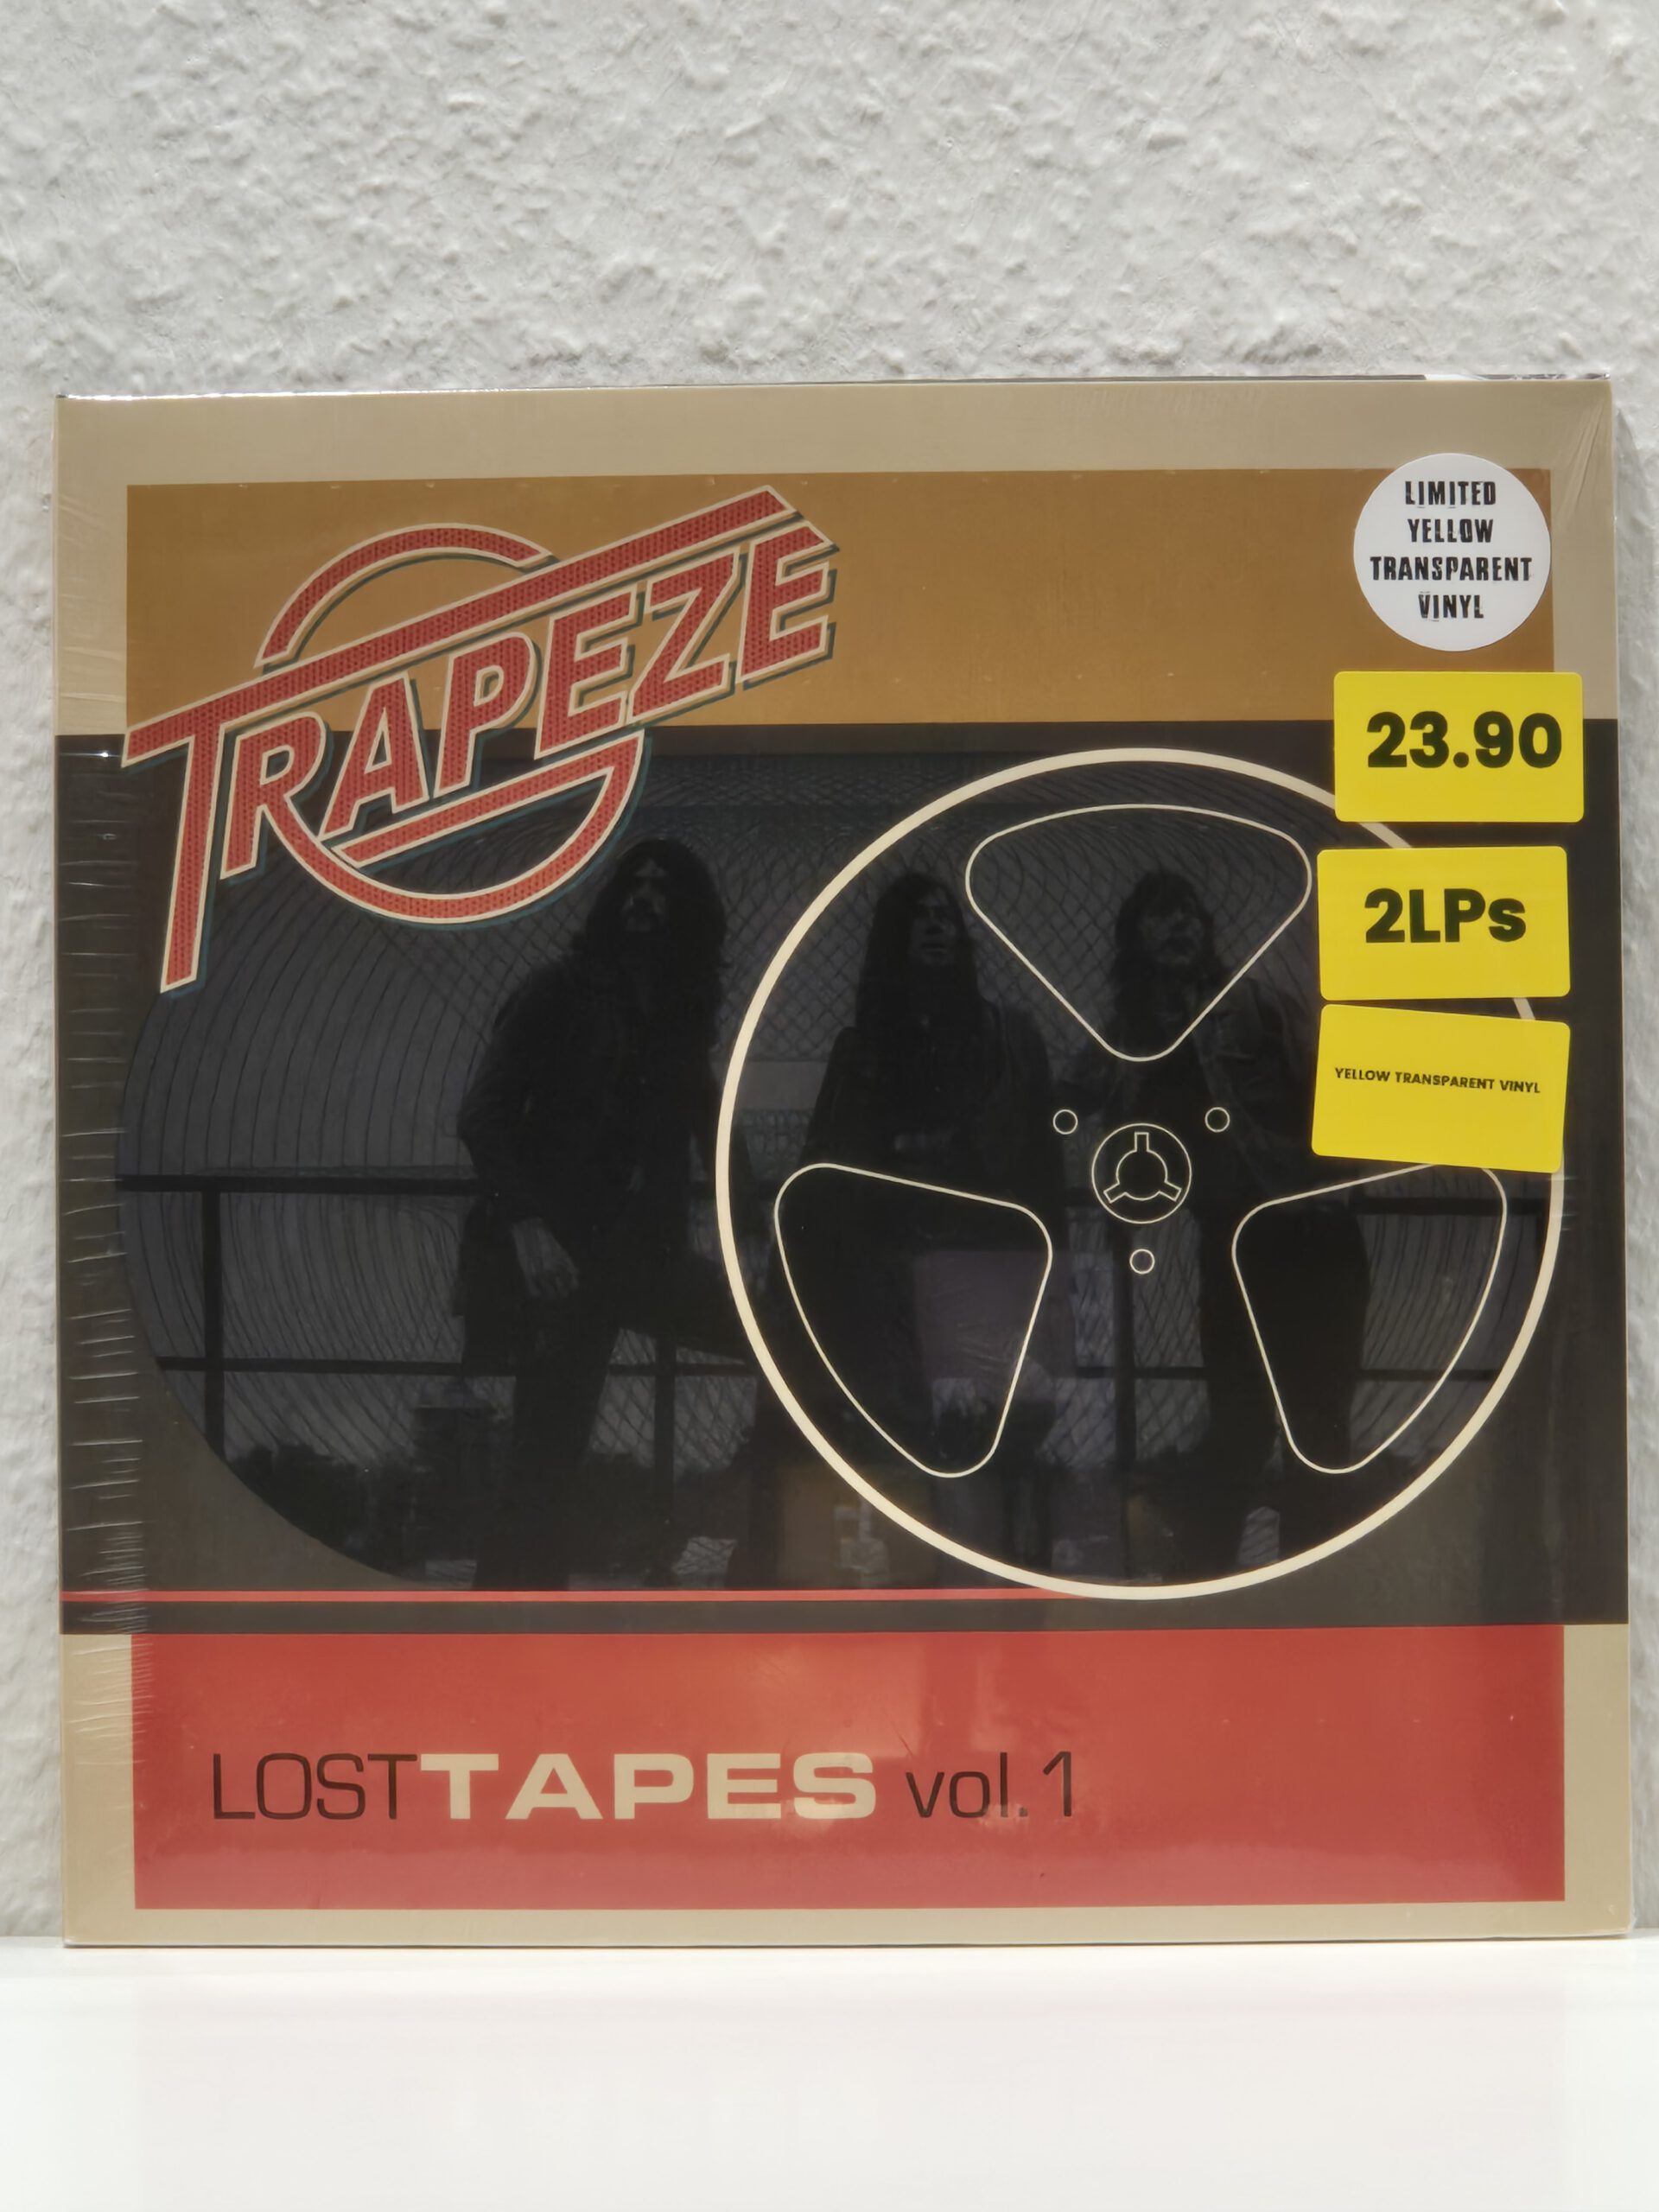 TRAPEZE
LIMITED
YELLOW
TRANSPARENT
VINYL
23.90
2LPs
YELLOW TRANSPARENT VINYL
LOSTTAPES vol.1